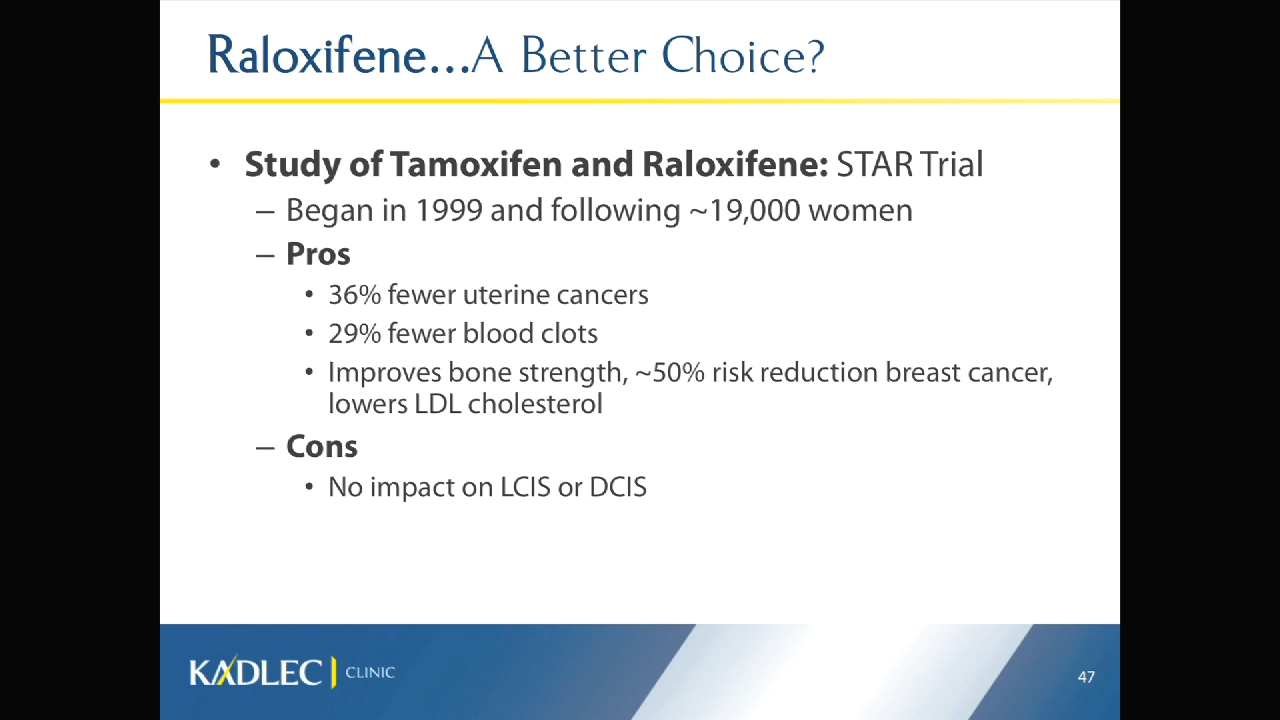 Raloxifene...A Better Choice?
• Study of Tamoxifen and Raloxifene: STAR Trial
– Began in 1999 and following ~19,000 women
– Pros
• 36% fewer uterine cancers
• 29% fewer blood clots
• Improves bone strength, ~50% risk reduction breast cancer,
lowers LDL cholesterol
– Cons
• No impact on LCIS or DCIS
KADLEC | CLINIC
47